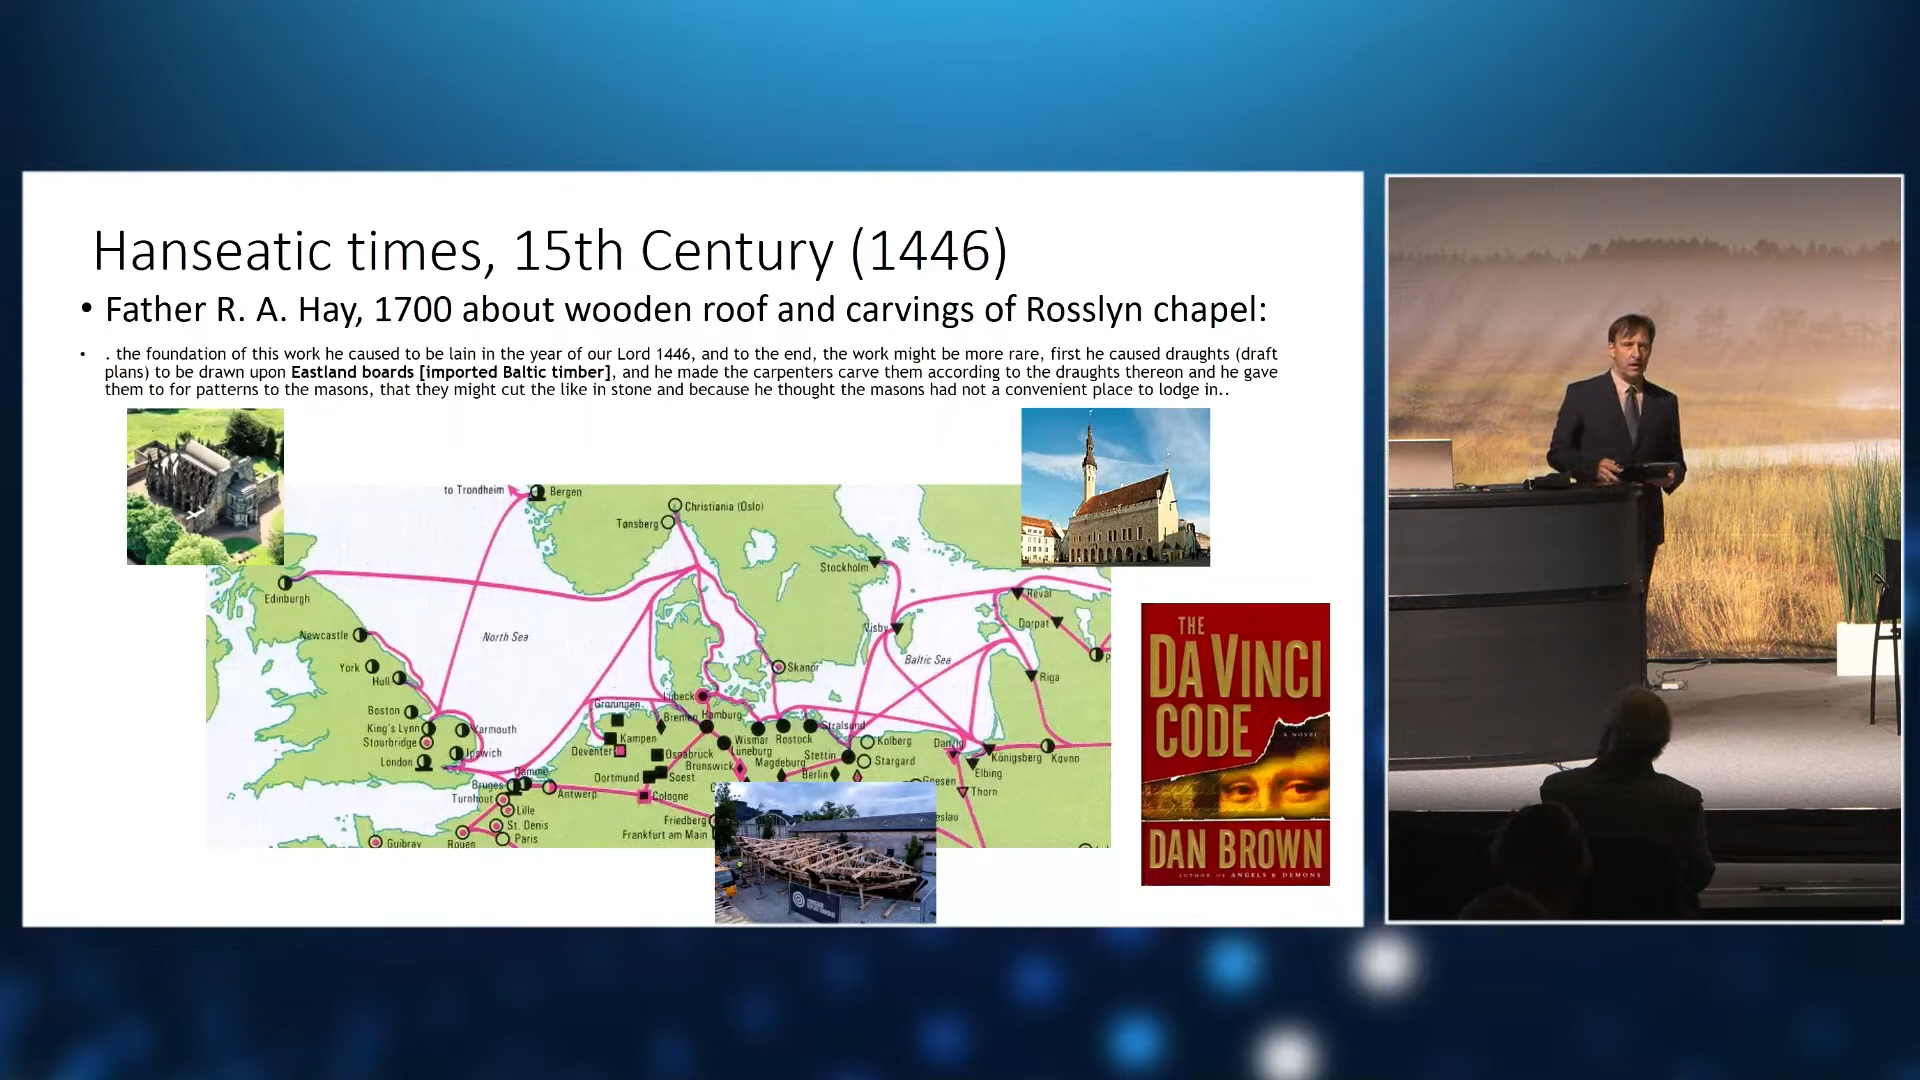 Hanseatic times, 15th Century (1446)
• Father R. A. Hay, 1700 about wooden roof and carvings of Rosslyn chapel:
• . the foundation of this work he caused to be lain in the year of our Lord 1446, and to the end, the work might be more rare, first he caused draughts (draft
plans) to be drawn upon Eastland boards [imported Baltic timber], and he made the carpenters carve them according to the draughts thereon and he gave
them to for patterns to the masons, that they might cut the like in stone and because he thought the masons had not a convenient place to lodge in..
to Trondheim
Bergen
Christiania (Oslo)
Tønsberg
Stockholm
Edinburgh
Reval
Newcastle
North Sea
Visby
Dorpat
York
Hull
Skanör
Baltic Sea
P
Riga
Boston
Lübeck
King's Lynn
Yarmouth
Groningen
Bremen
Hamburg
Stralsund
Stourbridge
Kampen
Wismar
Rostock
Kolberg
Danzig
London
Ipswich
Deventer
Osnabrück
Lüneburg
Stettin
Stargard
Königsberg
Kovno
Brunswick
Magdeburg
Berlin
Elbing
Damme
Dortmund
Soest
Gnesen
Bruges
Antwerp
Cologne
Thorn
Turnhout
Lille
St. Denis
Friedberg
eslau
Paris
Frankfurt am Main
Guibray
Rouen
THE
DA VINCI
CODE
A NOVEL
DAN BROWN
AUTHOR OF ANGELS & DEMONS